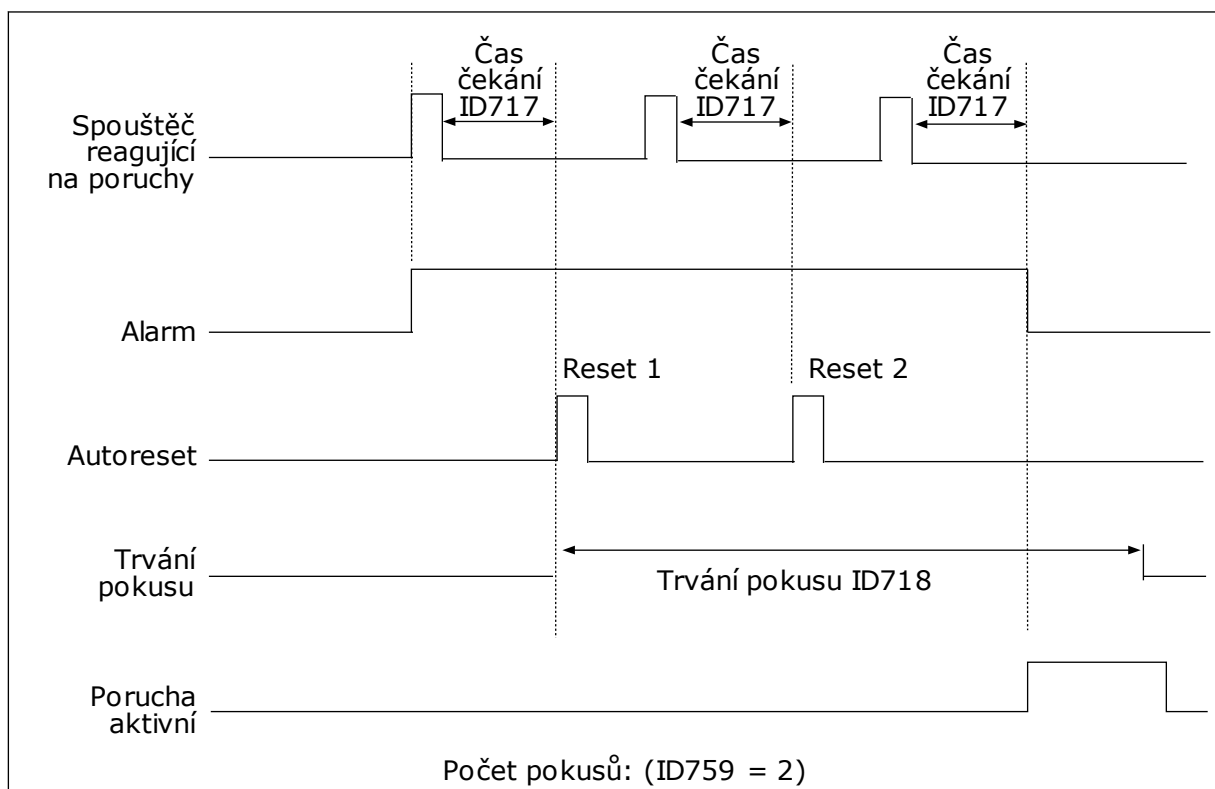 Čas
čekání
ID717
Čas
čekání
ID717
Čas
čekání
ID717
Spouštěč
reagující
na poruchy
Alarm
Reset 1
Reset 2
Autoreset
Trvání
pokusu
Trvání pokusu ID718
Porucha
aktivní
Počet pokusů: (ID759 = 2)